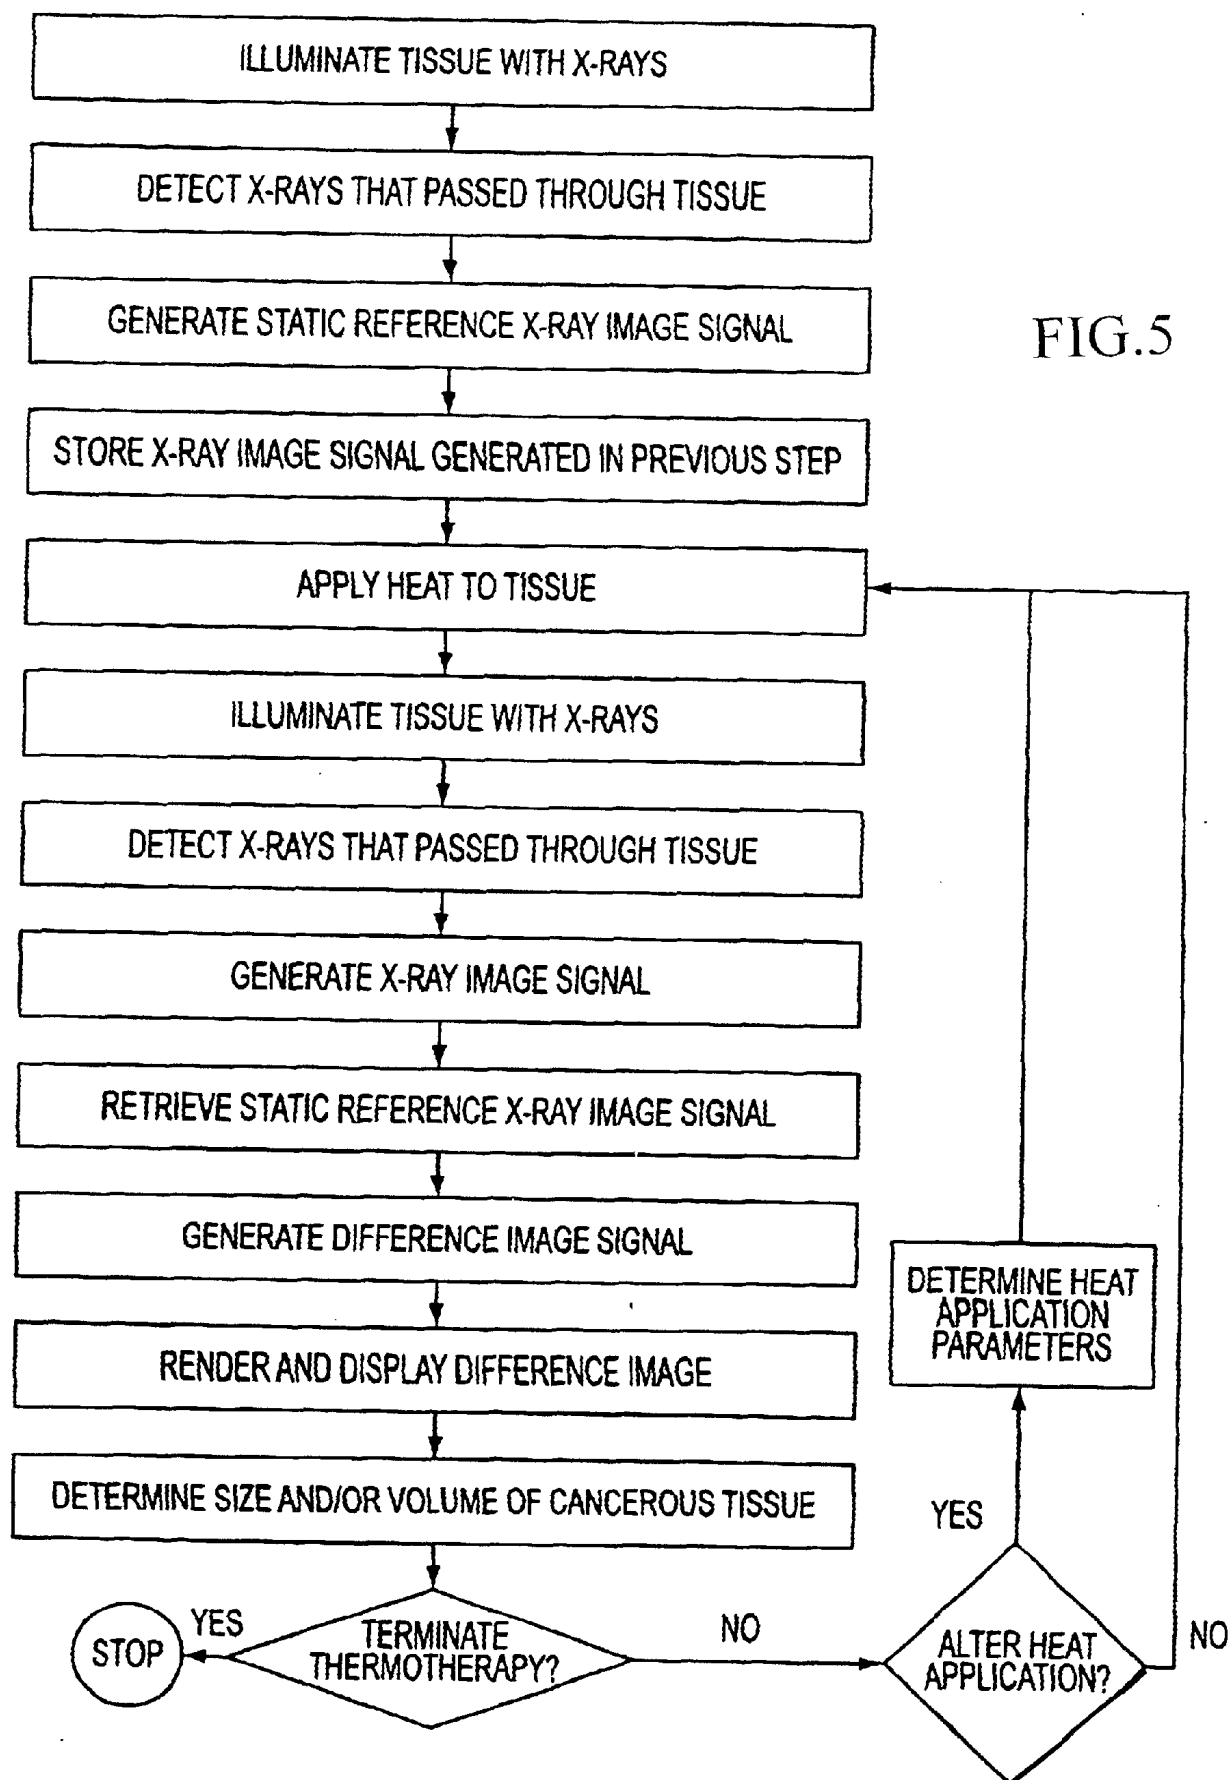 ILLUMINATE TISSUE WITH X-RAYS
DETECT X-RAYS THAT PASSED THROUGH TISSUE
GENERATE STATIC REFERENCE X-RAY IMAGE SIGNAL
FIG.5
STORE X-RAY IMAGE SIGNAL GENERATED IN PREVIOUS STEP
APPLY HEAT TO TISSUE
ILLUMINATE TISSUE WITH X-RAYS
DETECT X-RAYS THAT PASSED THROUGH TISSUE
GENERATE X-RAY IMAGE SIGNAL
RETRIEVE STATIC REFERENCE X-RAY IMAGE SIGNAL
GENERATE DIFFERENCE IMAGE SIGNAL
RENDER AND DISPLAY DIFFERENCE IMAGE
DETERMINE SIZE AND/OR VOLUME OF CANCEROUS TISSUE
TERMINATE
THERMOTHERAPY?
YES
STOP
NO
ALTER HEAT
APPLICATION?
YES
NO
DETERMINE HEAT
APPLICATION
PARAMETERS